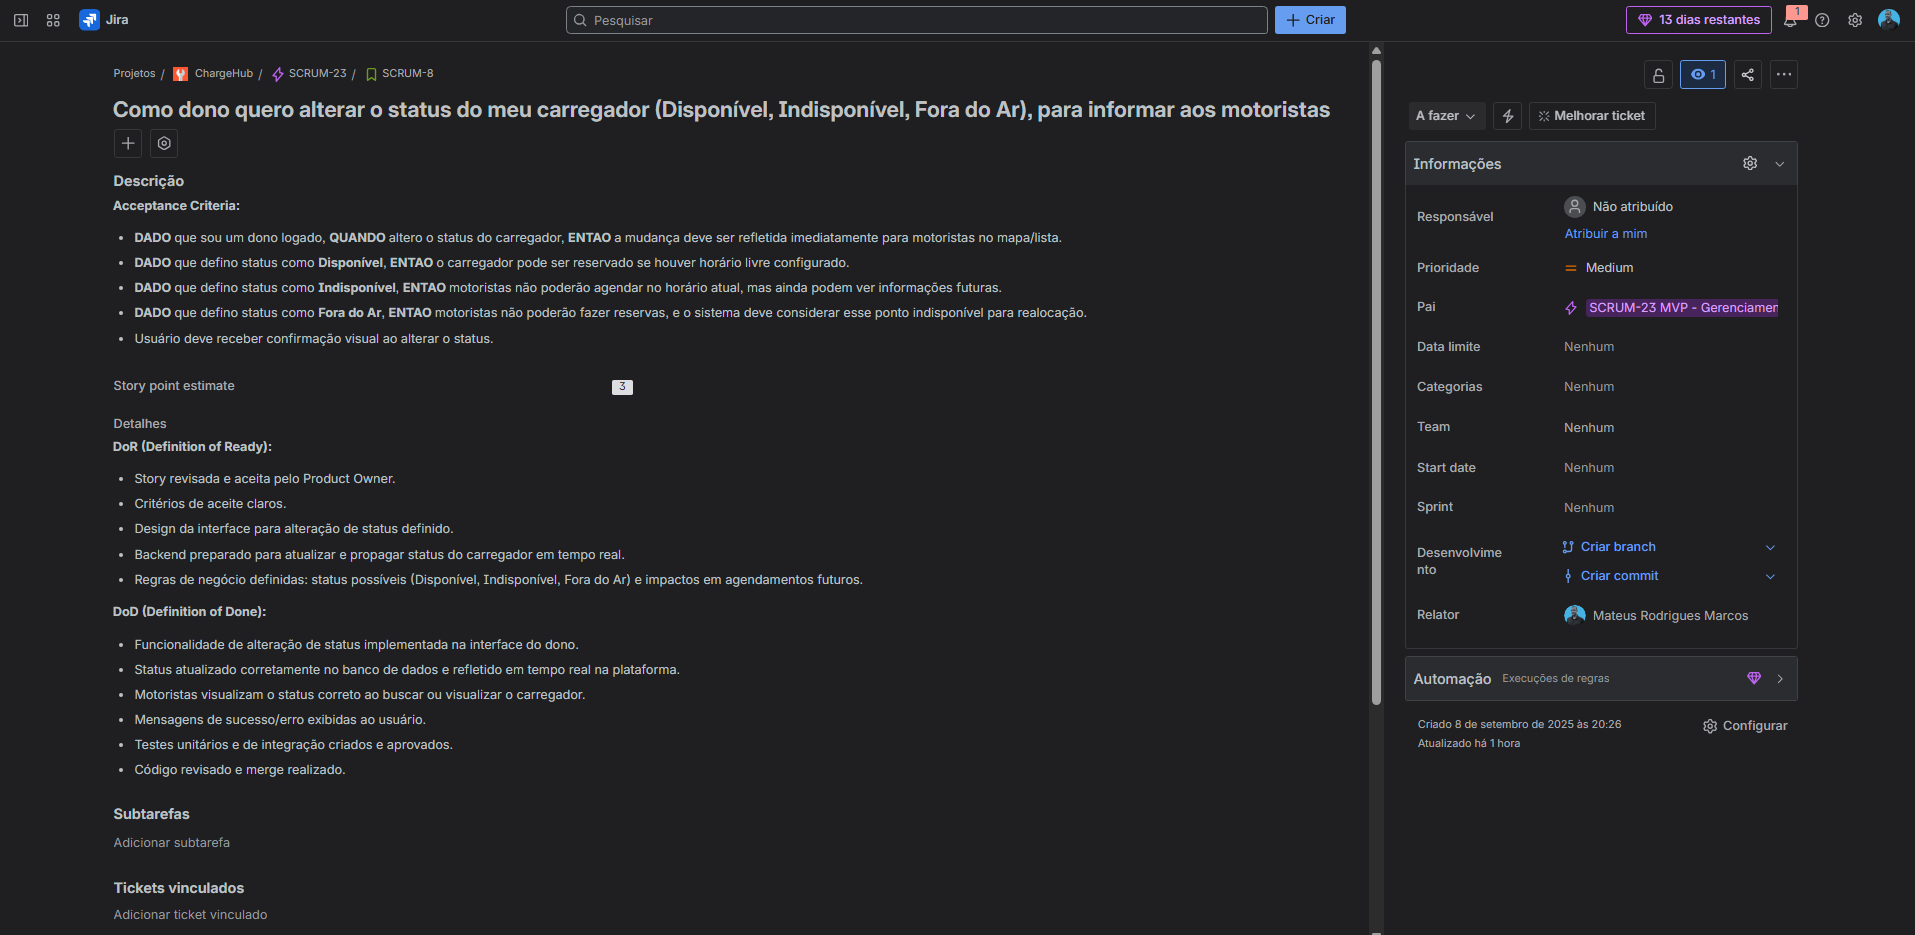 Jira
Pesquisar
Criar
13 dias restantes
1
Projetos / ChargeHub / SCRUM-23 / SCRUM-8
1
Como dono quero alterar o status do meu carregador (Disponível, Indisponível, Fora do Ar), para informar aos motoristas
A fazer
Melhorar ticket
Descrição
Acceptance Criteria:
• DADO que sou um dono logado, QUANDO altero o status do carregador, ENTAO a mudança deve ser refletida imediatamente para motoristas no mapa/lista.
• DADO que defino status como Disponível, ENTAO o carregador pode ser reservado se houver horário livre configurado.
• DADO que defino status como Indisponível, ENTAO motoristas não poderão agendar no horário atual, mas ainda podem ver informações futuras.
• DADO que defino status como Fora do Ar, ENTAO motoristas não poderão fazer reservas, e o sistema deve considerar esse ponto indisponível para realocação.
• Usuário deve receber confirmação visual ao alterar o status.
Story point estimate 3
Detalhes
DoR (Definition of Ready):
• Story revisada e aceita pelo Product Owner.
• Critérios de aceite claros.
• Design da interface para alteração de status definido.
• Backend preparado para atualizar e propagar status do carregador em tempo real.
• Regras de negócio definidas: status possíveis (Disponível, Indisponível, Fora do Ar) e impactos em agendamentos futuros.
DoD (Definition of Done):
• Funcionalidade de alteração de status implementada na interface do dono.
• Status atualizado corretamente no banco de dados e refletido em tempo real na plataforma.
• Motoristas visualizam o status correto ao buscar ou visualizar o carregador.
• Mensagens de sucesso/erro exibidas ao usuário.
• Testes unitários e de integração criados e aprovados.
• Código revisado e merge realizado.
Subtarefas
Adicionar subtarefa
Tickets vinculados
Adicionar ticket vinculado
Informações
Responsável Não atribuído
Atribuir a mim
Prioridade Medium
Pai SCRUM-23 MVP - Gerenciamen
Data limite Nenhum
Categorias Nenhum
Team Nenhum
Start date Nenhum
Sprint Nenhum
Desenvolvime
nto
Criar branch
Criar commit
Relator Mateus Rodrigues Marcos
Automação Execuções de regras
Criado 8 de setembro de 2025 às 20:26
Atualizado há 1 hora
Configurar